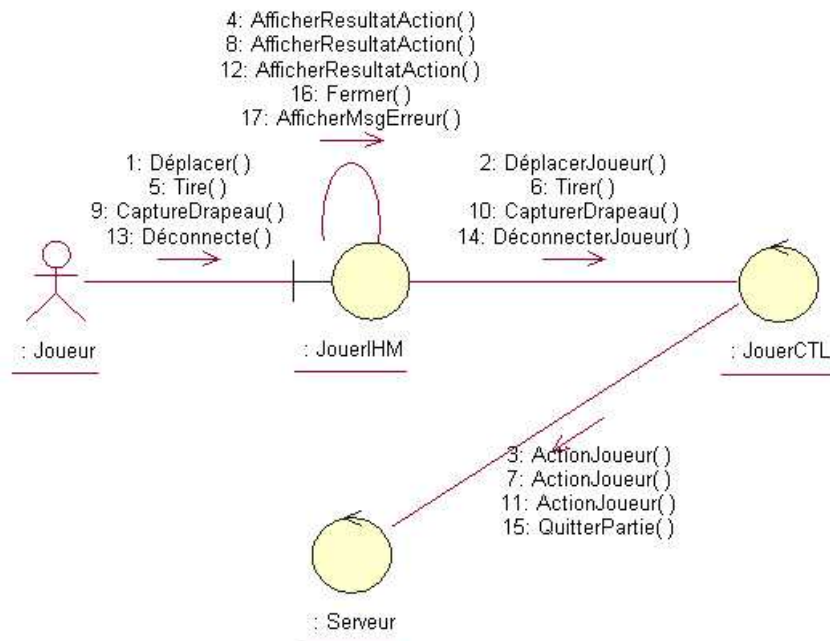 4: AfficherResultatAction( )
8: AfficherResultatAction( )
12: AfficherResultatAction( )
16: Fermer( )
17: AfficherMsgErreur( )
1: Déplacer( )
5: Tire( )
9: CaptureDrapeau( )
13: Déconnecte( )
2: DéplacerJoueur( )
6: Tirer( )
10: CapturerDrapeau( )
14: DéconnecterJoueur( )
: Joueur
: JouerIHM
: JouerCTL
3: ActionJoueur( )
7: ActionJoueur( )
11: ActionJoueur( )
15: QuitterPartie( )
: Serveur